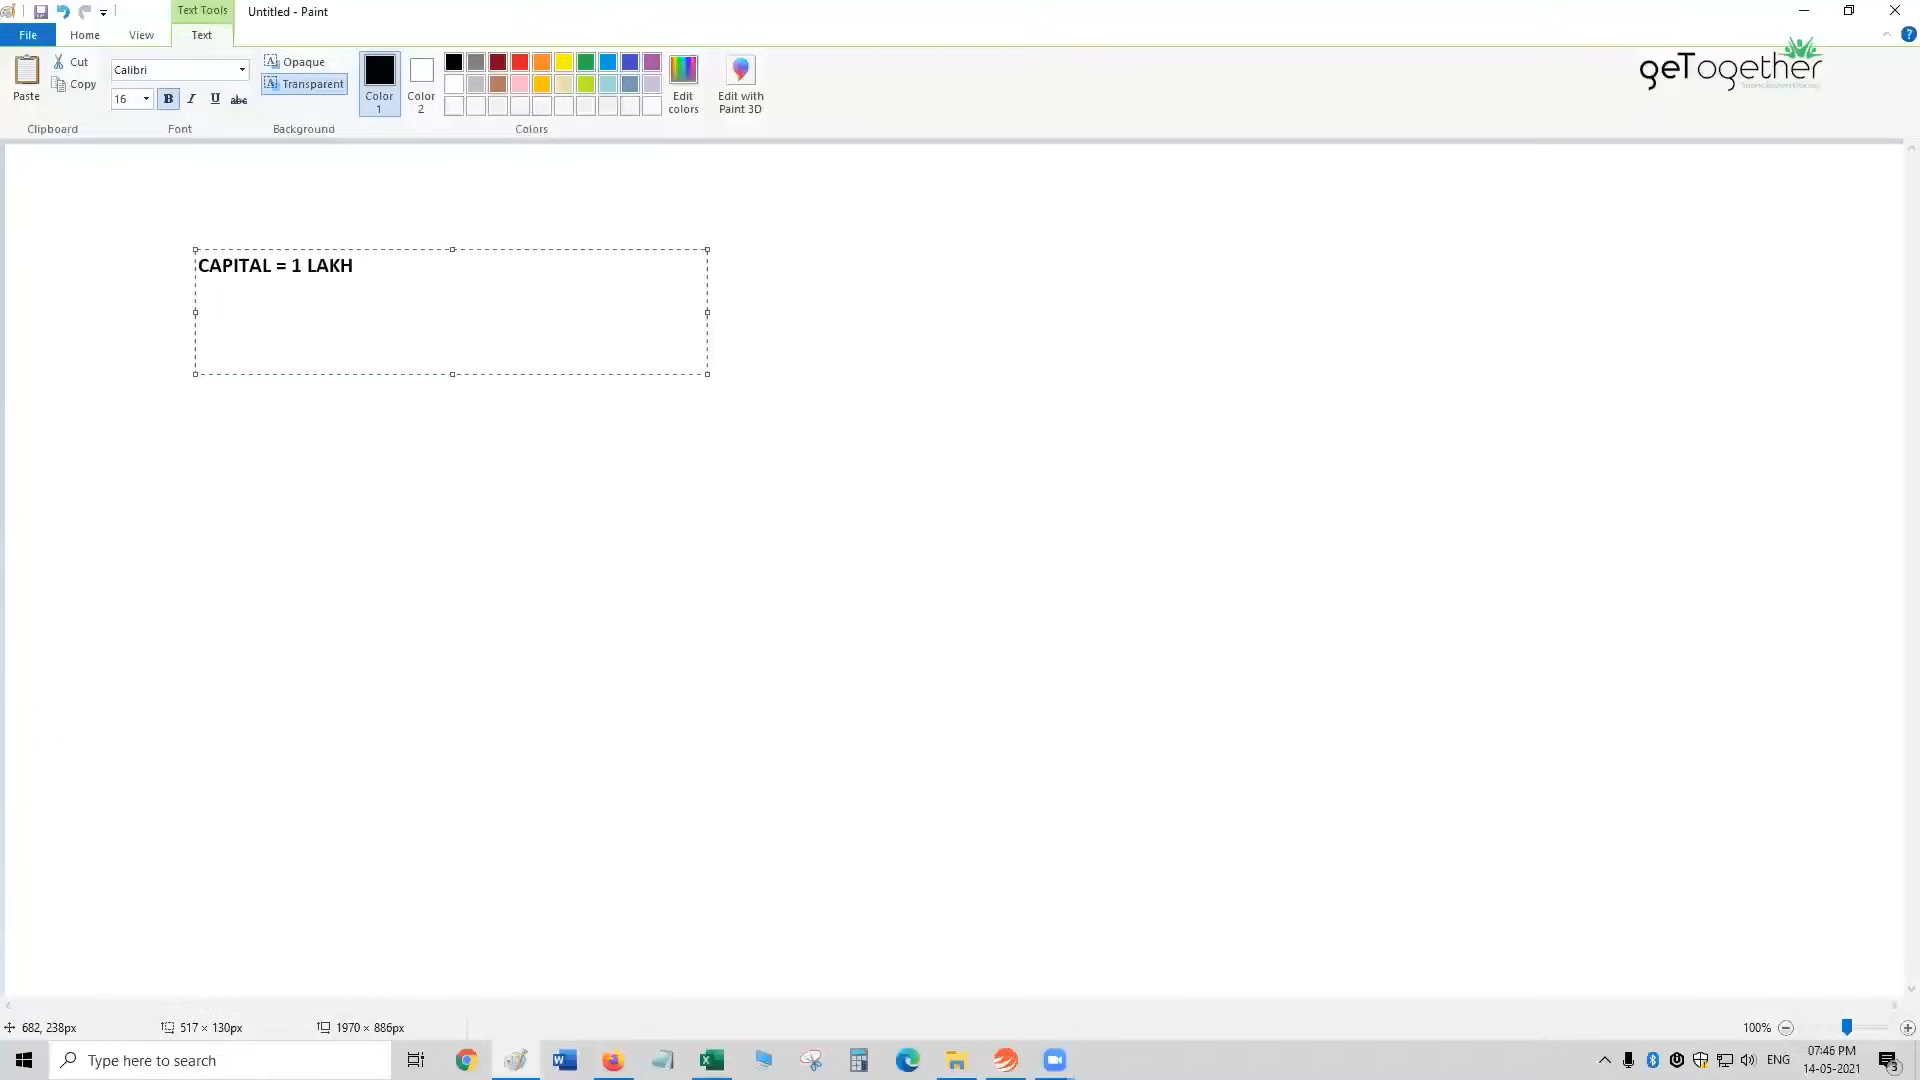 Text Tools
Untitled - Paint
File
Home
View
Text
Paste
Cut
Copy
Clipboard
Calibri
16
B
I
U
abc
Font
Opaque
Transparent
Background
Color
1
Color
2
Colors
Edit
colors
Edit with
Paint 3D
geTogether
CAPITAL = 1 LAKH
682, 238px
517 × 130px
1970 × 886px
100%
Type here to search
ENG
07:46 PM
14-05-2021
3